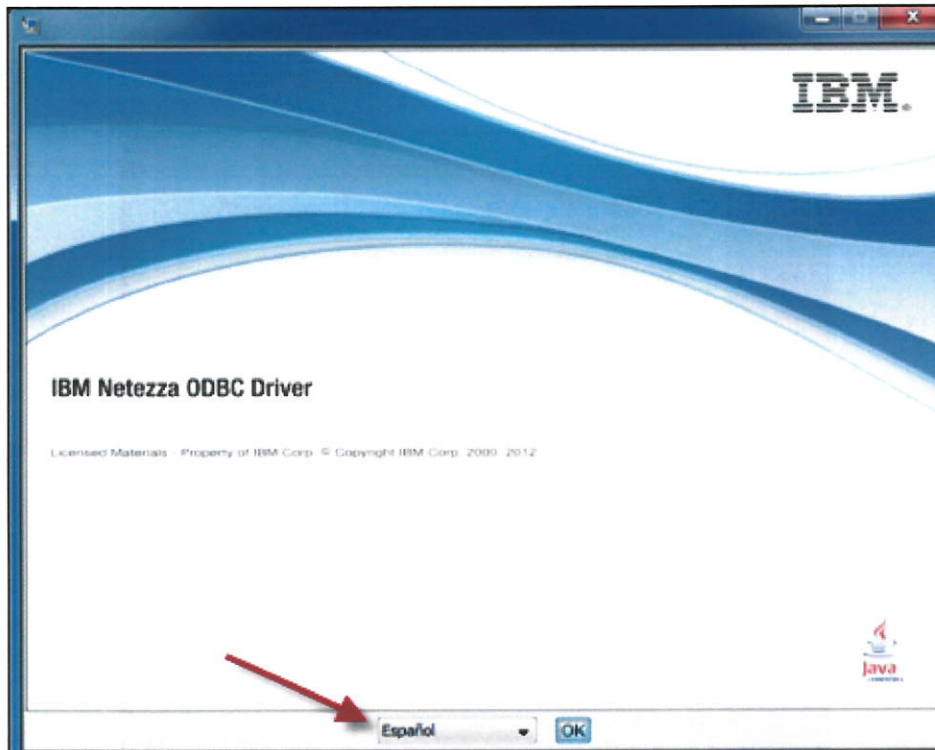 IBM
IBM Netezza ODBC Driver
Licensed Materials - Property of IBM Corp. © Copyright IBM Corp. 2000, 2012
Java
Español
OK